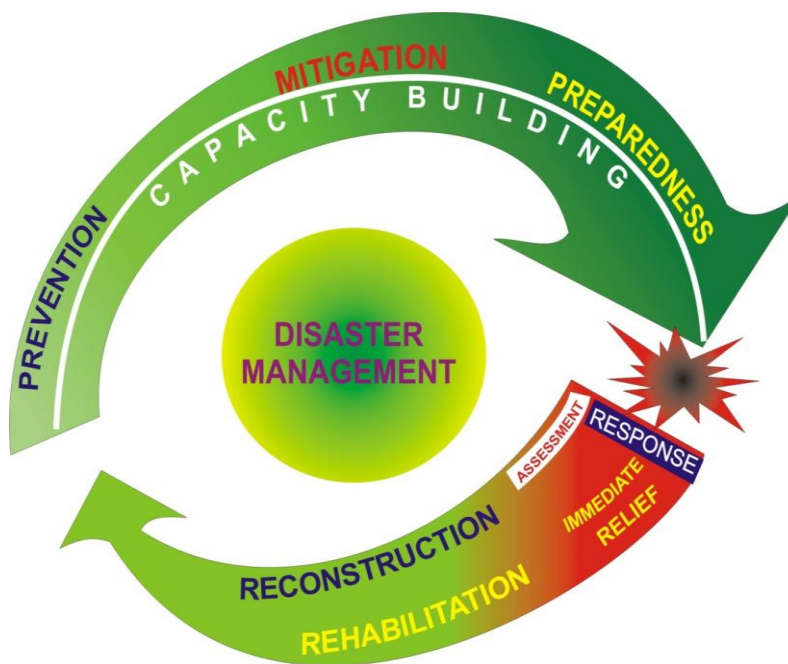 PREVENTION
MITIGATION
PREPAREDNESS
CAPACITY BUILDING
DISASTER
MANAGEMENT
RESPONSE
ASSESSMENT
IMMEDIATE
RELIEF
RECONSTRUCTION
REHABILITATION